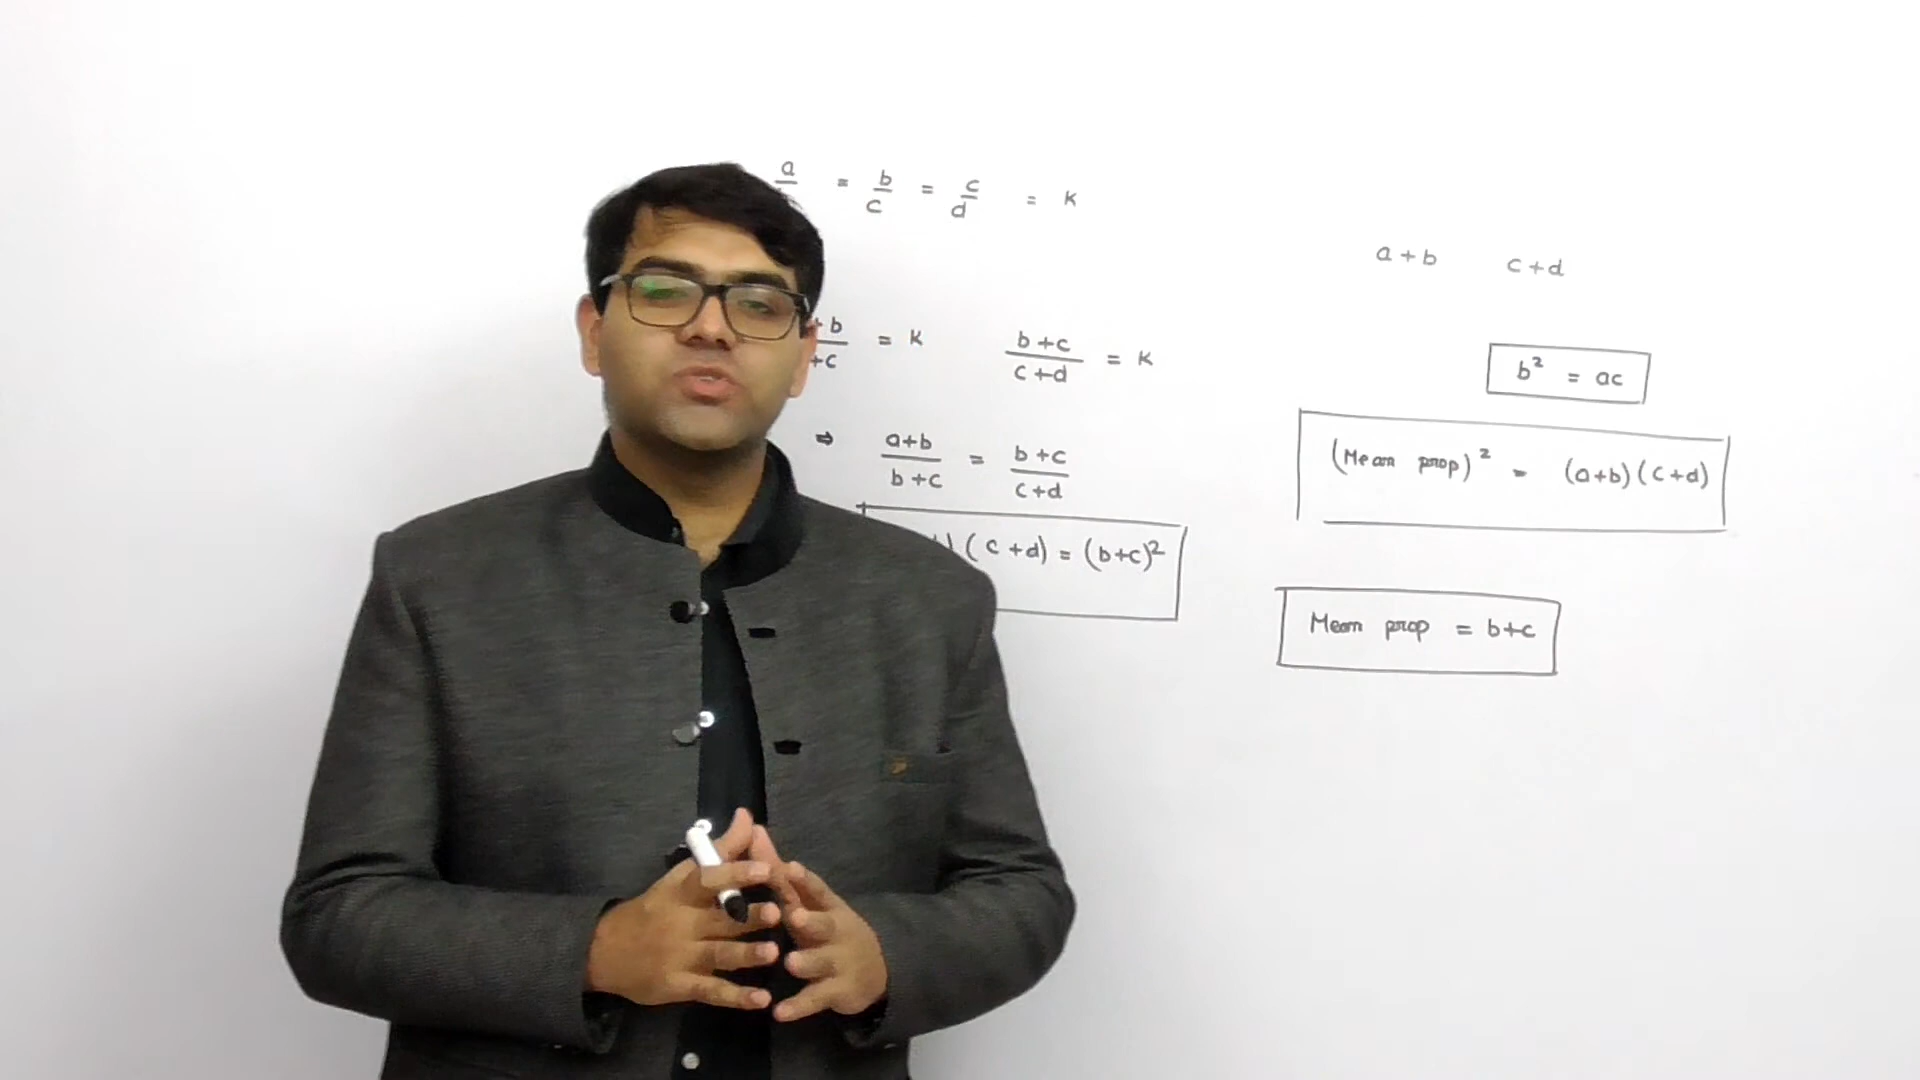 a/ = b/c = c/d = k
a+b c+d
+b/+c = k b+c/c+d = k
b² = ac
⇒ a+b/b+c = b+c/c+d
(Mean prop)² = (a+b)(c+d)
(c+d) = (b+c)²
Mean prop = b+c